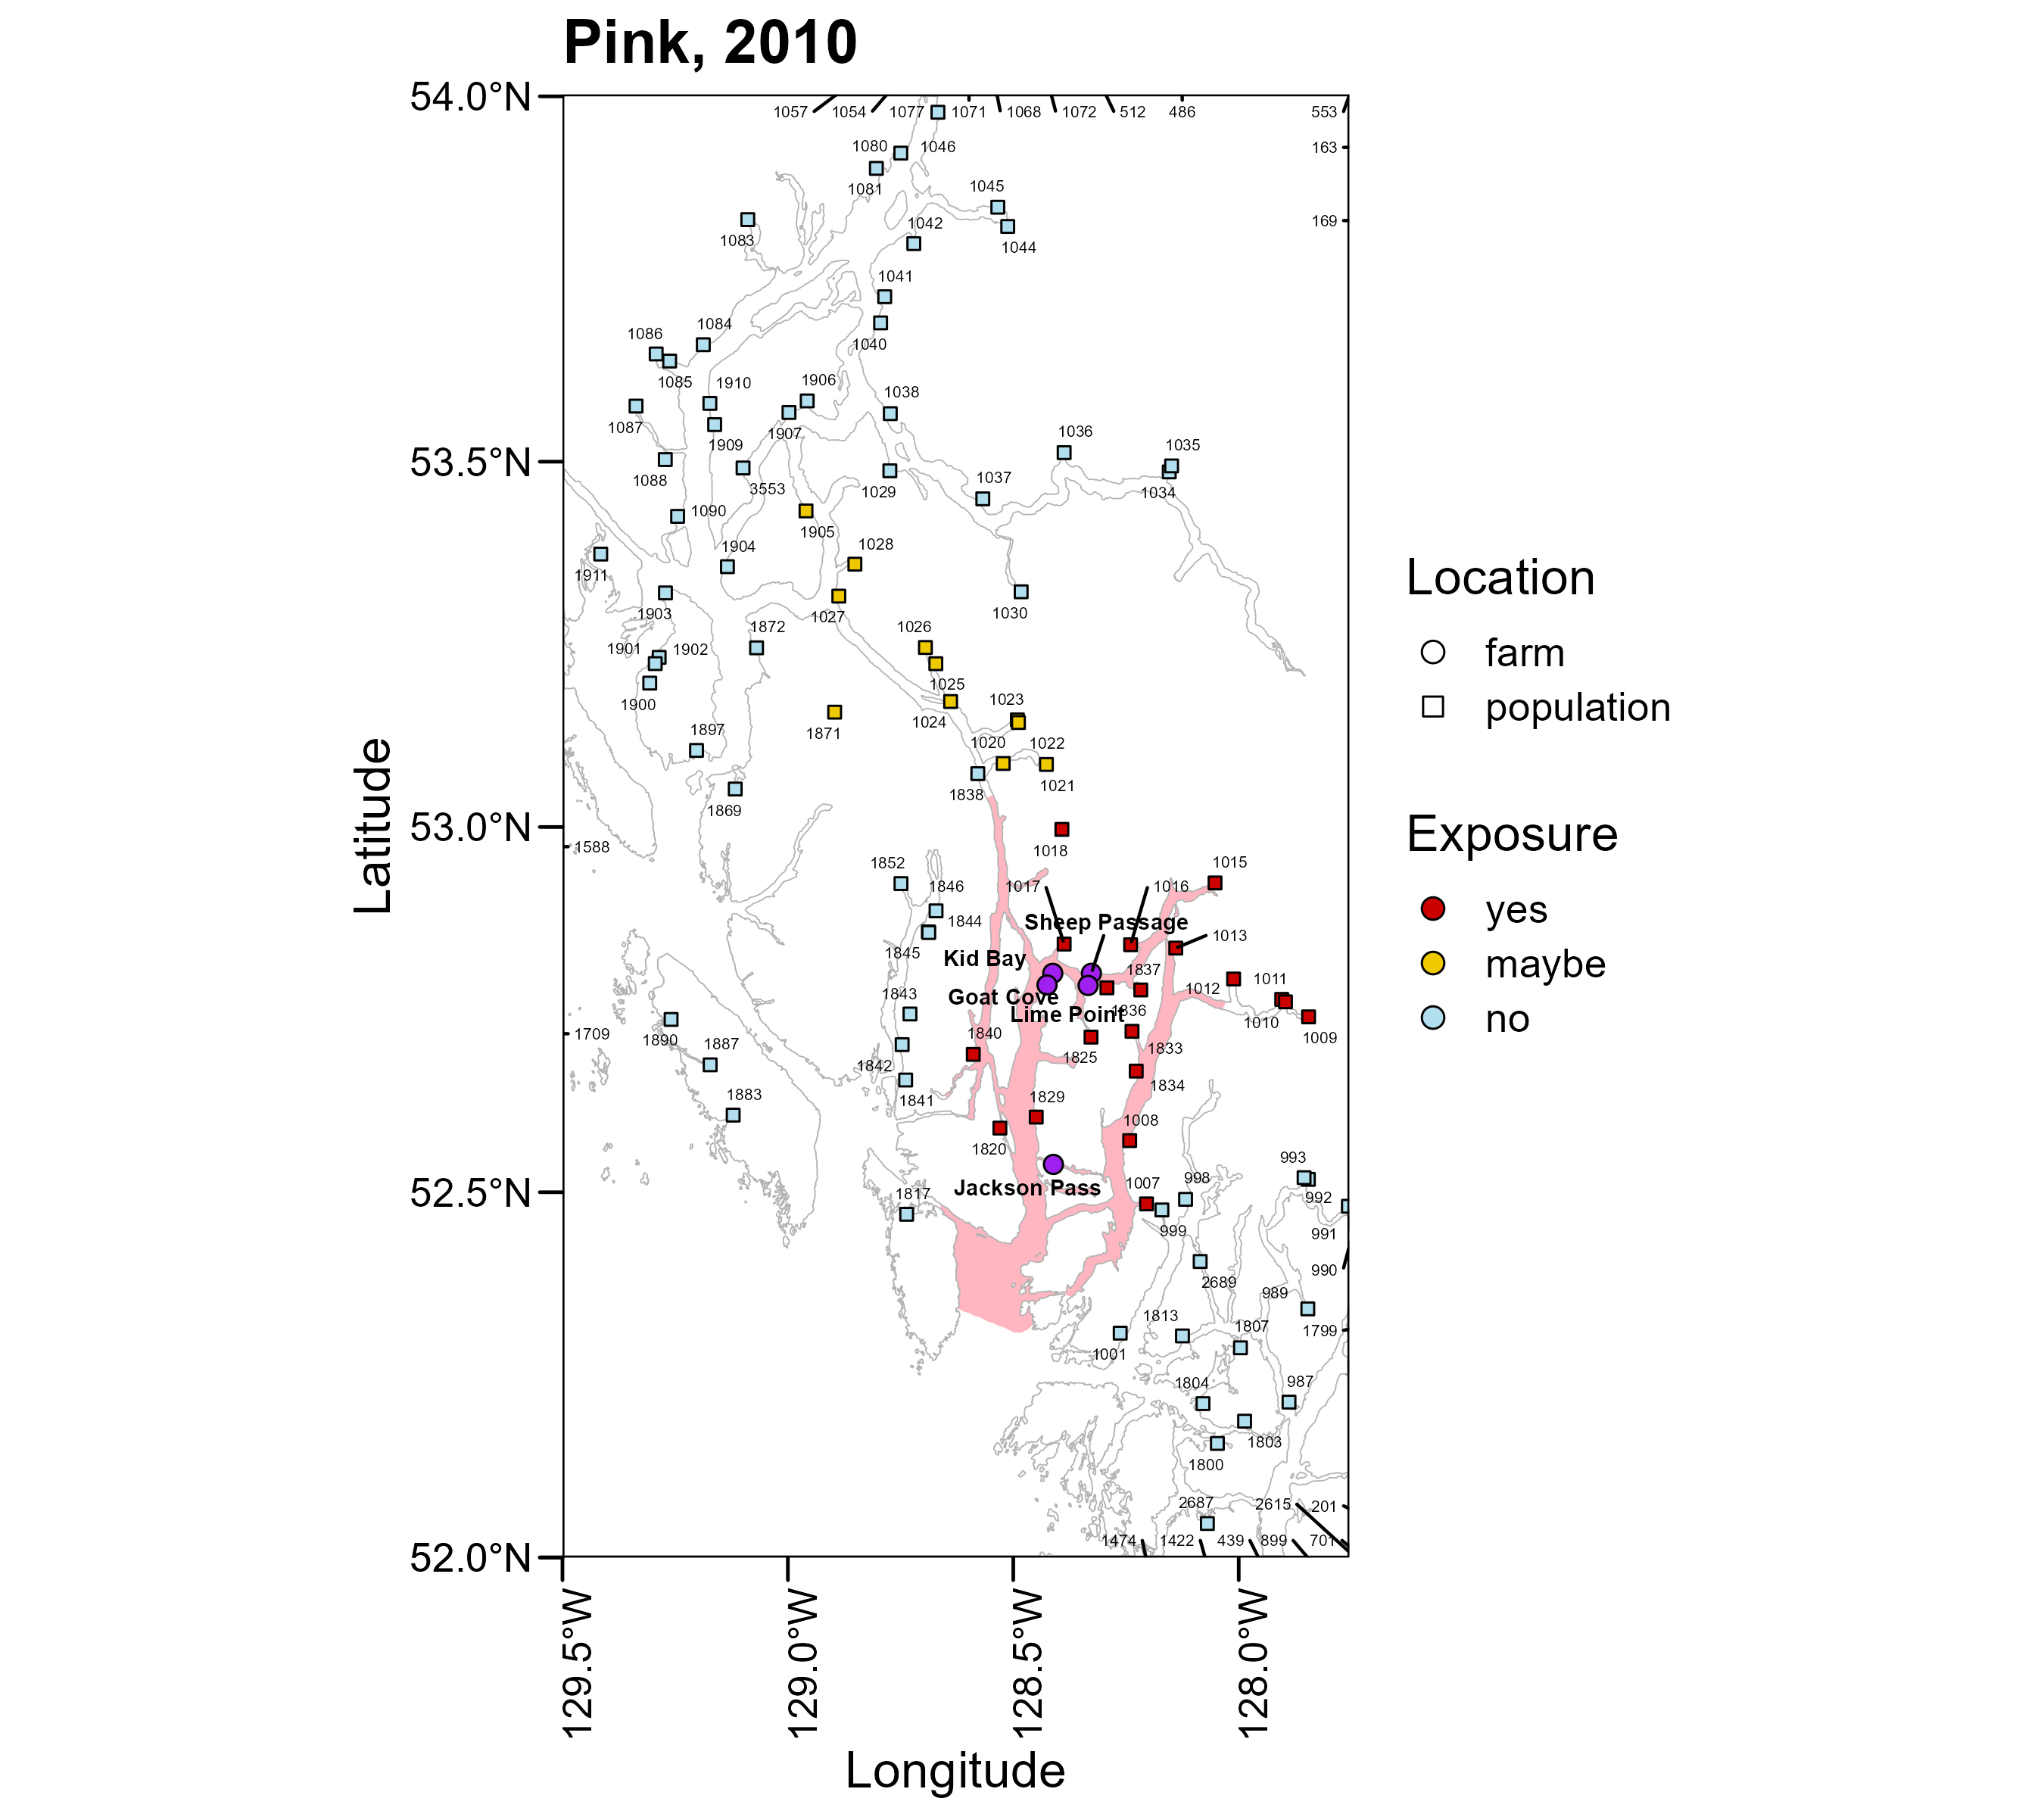 Pink, 2010
54.0°N
1057 1054 1077 1071 1068 1072 512 486 553
1080 1046 163
1081 1045 169
1083 1042 1044
1041
1086 1084 1040
1085 1910 1906 1038
1087 1909 1907 1036 1035
53.5°N
1088 3553 1029 1037 1034
1090 1905
1904 1028
1911 1903 1027 1030
1901 1902 1872 1026
1900 1025
1897 1871 1024 1023
1020 1022
1869 1838 1021
53.0°N
1588 1018
1852 1846 1017 1016 1015
1844 Sheep Passage 1013
1845 Kid Bay 1837 1011
1843 Goat Cove 1012
Lime Point 1836 1010
1709 1890 1887 1840 1825 1833 1009
1842 1834
1883 1841 1829
1820 1008
993
52.5°N
1817 Jackson Pass 1007 998 992
999 991
2689 990
989
1813 1807 1799
1001
1804 987
1803
1800
2687 2615 201
1474 1422 439 899 701
52.0°N
129.5°W
129.0°W
128.5°W
128.0°W
Longitude
Latitude
Location
farm
population
Exposure
yes
maybe
no